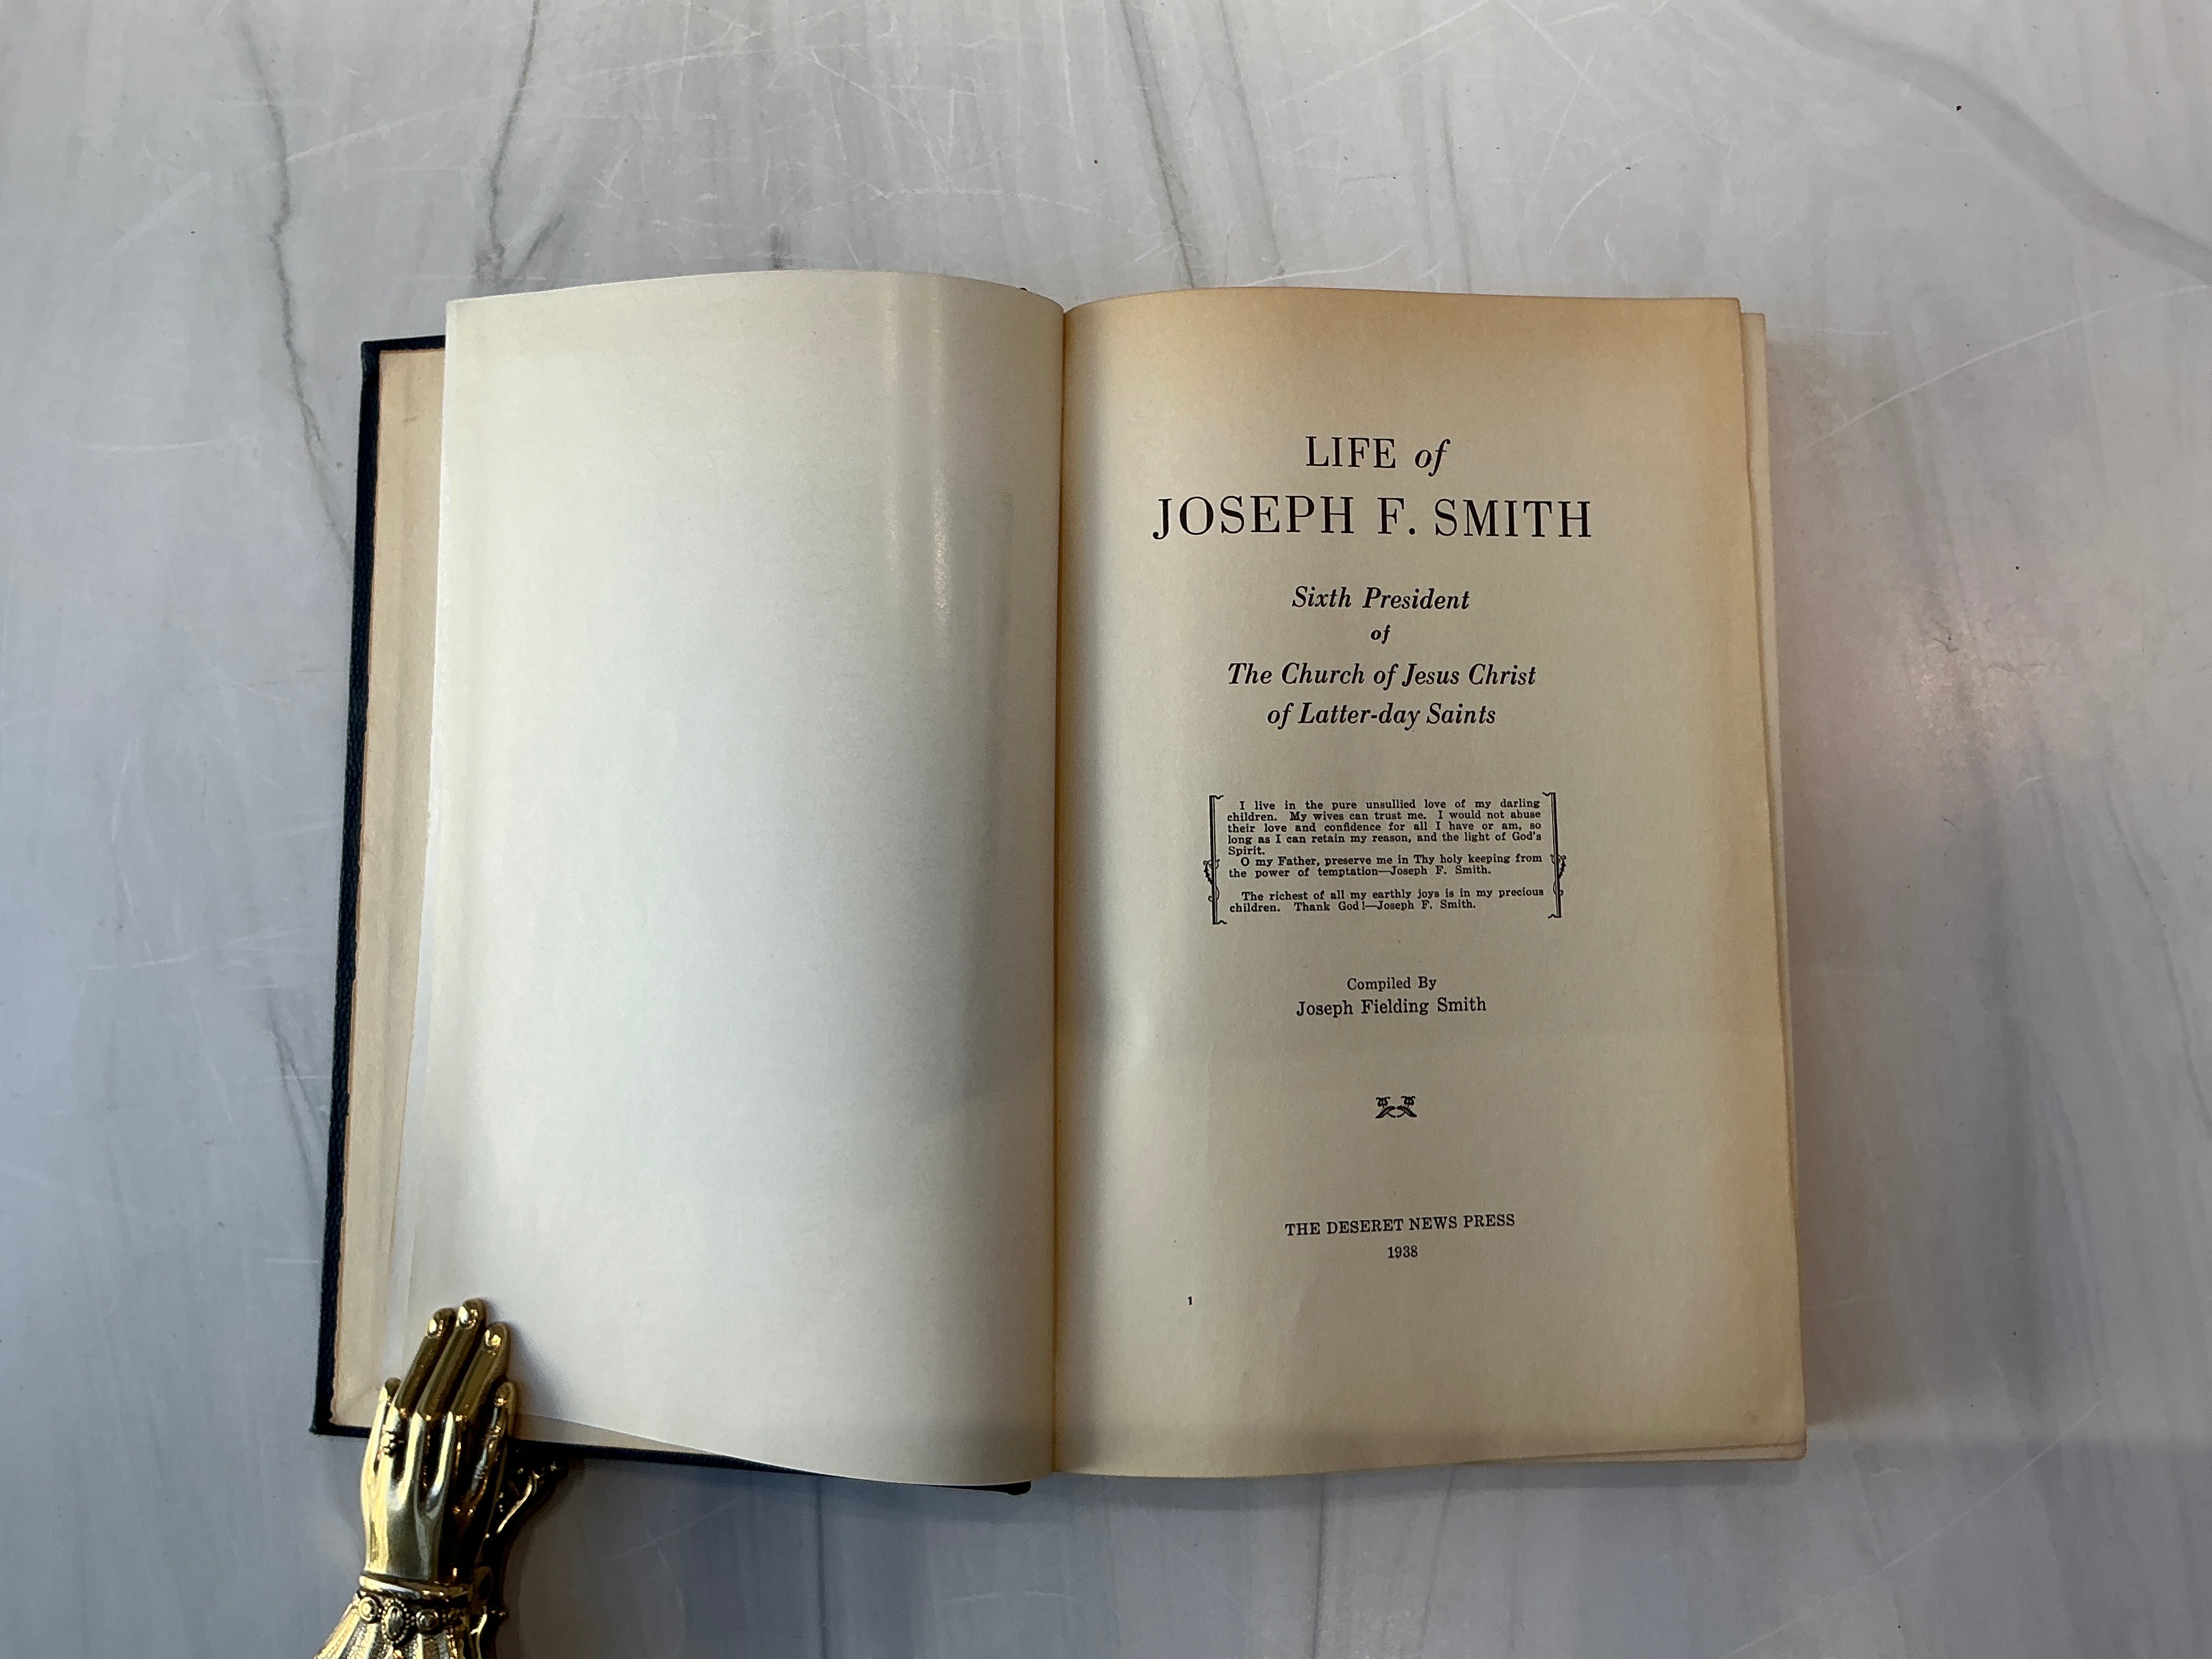 LIFE of
JOSEPH F. SMITH
Sixth President
of
The Church of Jesus Christ
of Latter-day Saints
I live in the pure unsullied love of my darling
children. My wives can trust me. I would not abuse
their love and confidence for all I have or am, so
long as I can retain my reason, and the light of God's
Spirit.
O my Father, preserve me in Thy holy keeping from
the power of temptation—Joseph F. Smith.
The richest of all my earthly joys is in my precious
children. Thank God!—Joseph F. Smith.
Compiled By
Joseph Fielding Smith
THE DESERET NEWS PRESS
1938
1